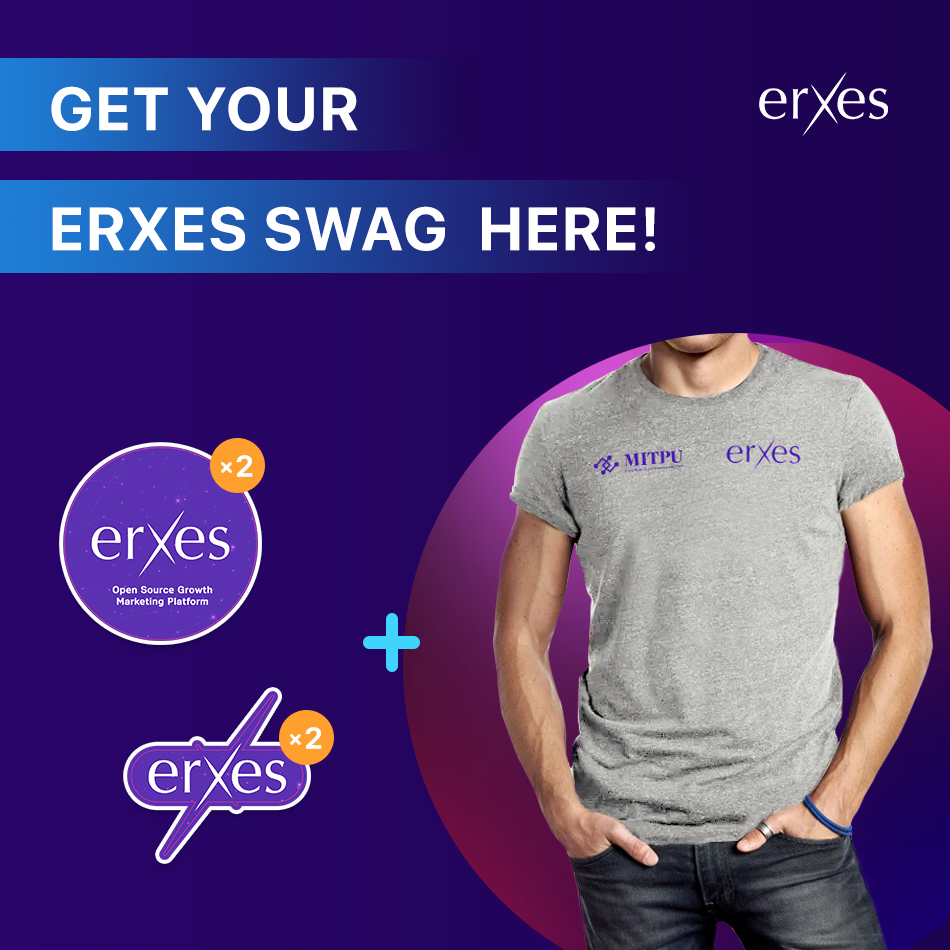 GET YOUR
erxes
ERXES SWAG HERE!
MITPU
erxes
×2
erxes
Open Source Growth
Marketing Platform
×2
erxes